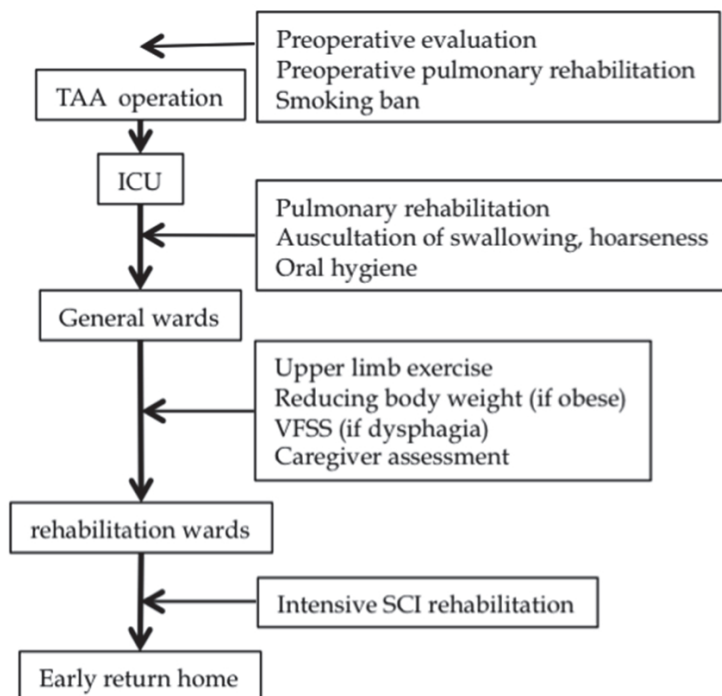 Preoperative evaluation
Preoperative pulmonary rehabilitation
Smoking ban
TAA operation
ICU
Pulmonary rehabilitation
Auscultation of swallowing, hoarseness
Oral hygiene
General wards
Upper limb exercise
Reducing body weight (if obese)
VFSS (if dysphagia)
Caregiver assessment
rehabilitation wards
Intensive SCI rehabilitation
Early return home